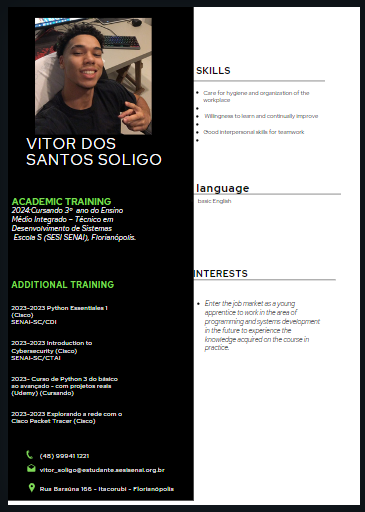 VITOR DOS
SANTOS SOLIGO
ACADEMIC TRAINING
2024:Cursando 3º ano do Ensino
Médio Integrado – Técnico em
Desenvolvimento de Sistemas
Escola S (SESI SENAI), Florianópolis.
ADDITIONAL TRAINING
2023-2023 Python Essentials 1
(Cisco)
SENAI-SC/CDI
2023-2023 Introduction to
Cybersecurity (Cisco)
SENAI-SC/CTAI
2023- Curso de Python 3 do básico
ao avançado - com projetos reais
(Udemy) (Cursando)
2023-2023 Explorando a rede com o
Cisco Packet Tracer (Cisco)
(48) 99941 1221
vitor_soligo@estudante.sesisenai.org.br
Rua Baraúna 166 - Itacorubi - Florianópolis
SKILLS
Care for hygiene and organization of the
workplace
Willingness to learn and continually improve
Good interpersonal skills for teamwork
language
basic English
INTERESTS
Enter the job market as a young
apprentice to work in the area of
programming and systems development
in the future to experience the
knowledge acquired on the course in
practice.